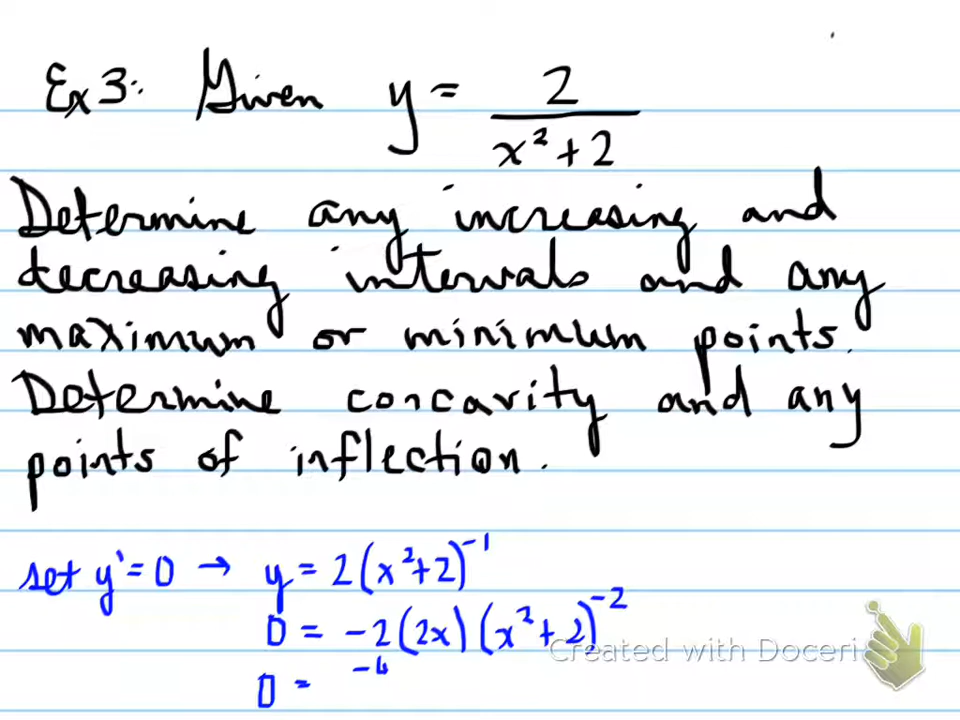 Ex 3: Given y = 2 / (x² + 2)
Determine any increasing and
decreasing intervals and any
maximum or minimum points.
Determine concavity and any
points of inflection.
set y' = 0 → y = 2(x²+2)⁻¹
0 = -2(2x)(x²+2)⁻²
Created with Doceri
0 = -4